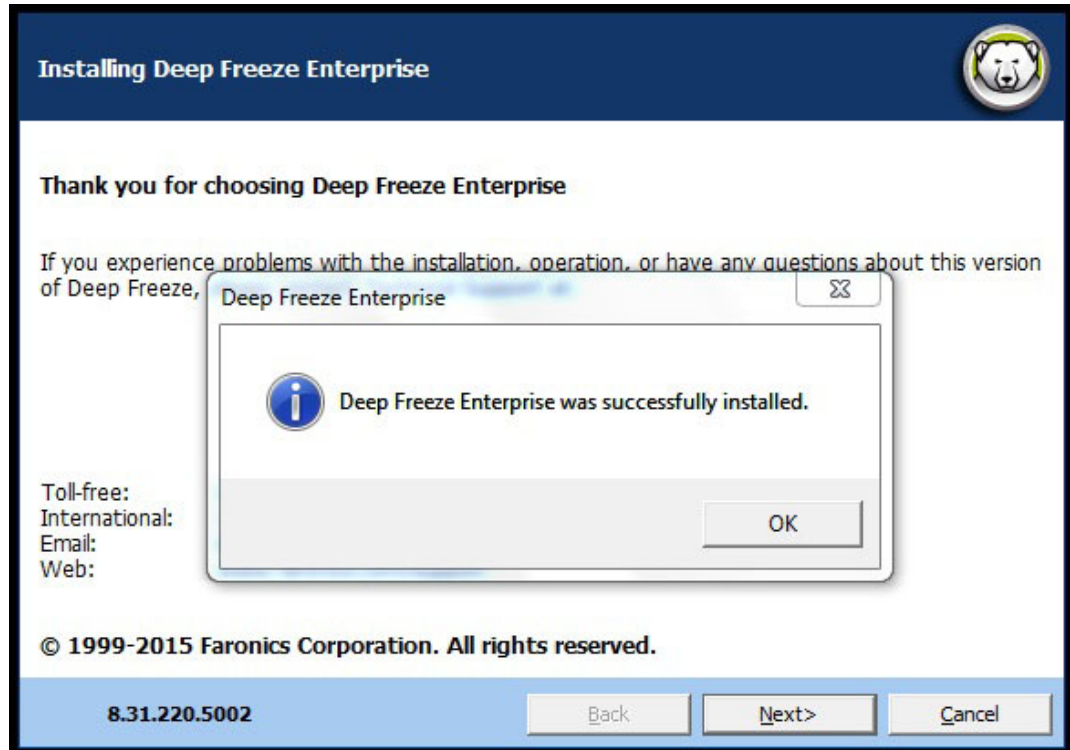 Installing Deep Freeze Enterprise
Thank you for choosing Deep Freeze Enterprise
If you experience problems with the installation, operation, or have any questions about this version
of Deep Freeze,
Deep Freeze Enterprise
Deep Freeze Enterprise was successfully installed.
OK
Toll-free:
International:
Email:
Web:
© 1999-2015 Faronics Corporation. All rights reserved.
8.31.220.5002
Back
Next>
Cancel